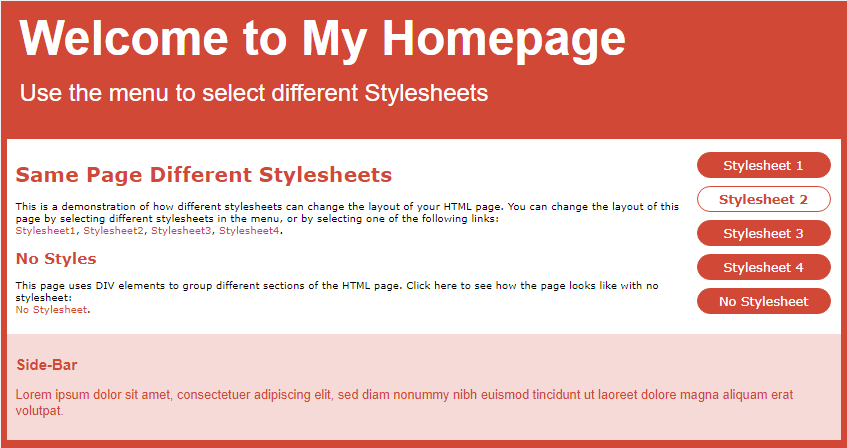 Welcome to My Homepage
Use the menu to select different Stylesheets
Same Page Different Stylesheets
This is a demonstration of how different stylesheets can change the layout of your HTML page. You can change the layout of this
page by selecting different stylesheets in the menu, or by selecting one of the following links:
Stylesheet1, Stylesheet2, Stylesheet3, Stylesheet4.
No Styles
This page uses DIV elements to group different sections of the HTML page. Click here to see how the page looks like with no
stylesheet:
No Stylesheet.
Stylesheet 1
Stylesheet 2
Stylesheet 3
Stylesheet 4
No Stylesheet
Side-Bar
Lorem ipsum dolor sit amet, consectetuer adipiscing elit, sed diam nonummy nibh euismod tincidunt ut laoreet dolore magna aliquam erat
volutpat.